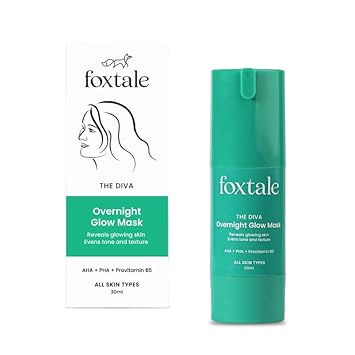 foxtale
THE DIVA
Overnight
Glow Mask
Reveals glowing skin
Evens tone and texture
AHA + PHA + Provitamin B5
ALL SKIN TYPES
30ml
foxtale
THE DIVA
Overnight Glow Mask
Reveals glowing skin
Evens tone and texture
AHA + PHA + Provitamin B5
ALL SKIN TYPES
30ml